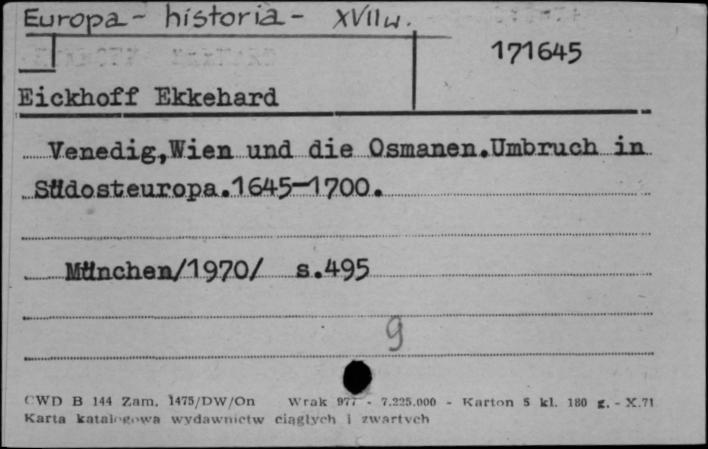 Europa - historia - XVII w.
171645
Eickhoff Ekkehard
Venedig,Wien und die Osmanen.Umbruch in
Südosteuropa.1645-1700.
München/1970/ s.495
9
CWD B 144 Zam. 1475/DW/On Wrak 977 - 7.225.000 - Karton 5 kl. 180 g. - X.71
Karta katalogowa wydawnictw ciągłych i zwartych